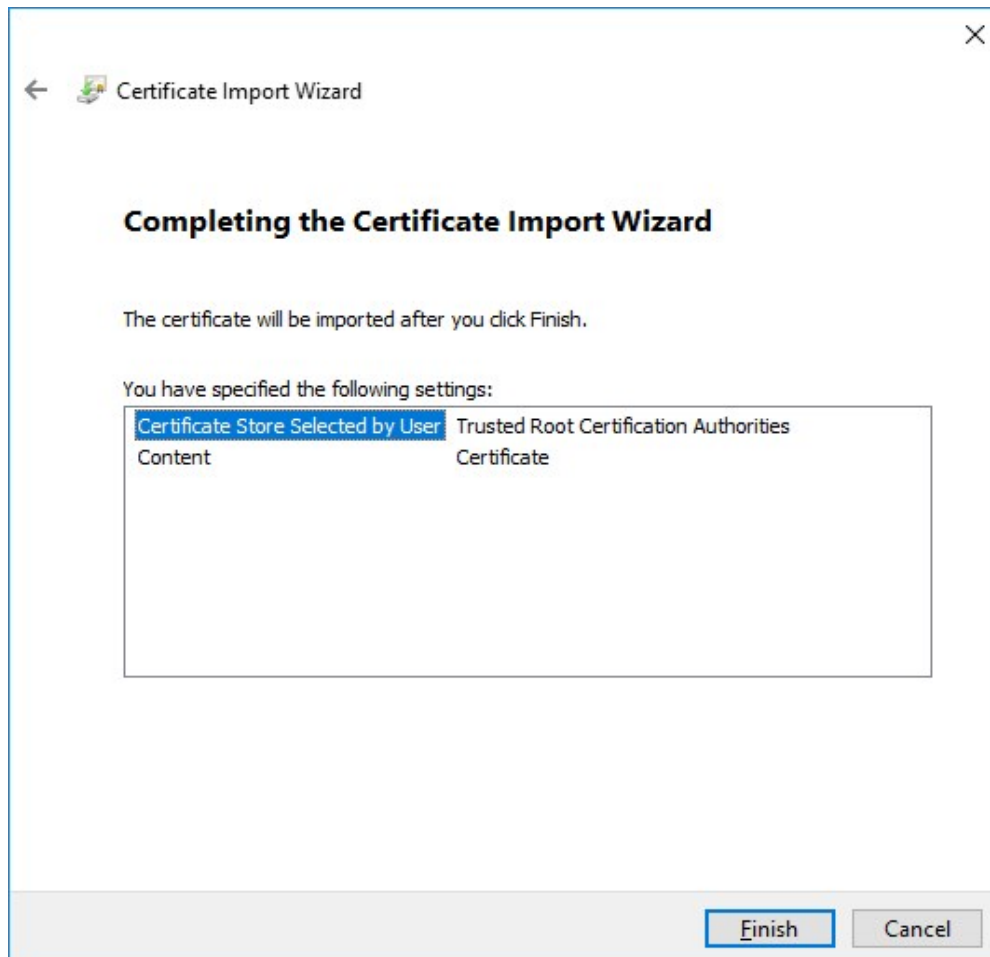 Certificate Import Wizard
Completing the Certificate Import Wizard
The certificate will be imported after you click Finish.
You have specified the following settings:
Certificate Store Selected by User Trusted Root Certification Authorities
Content Certificate
Finish Cancel